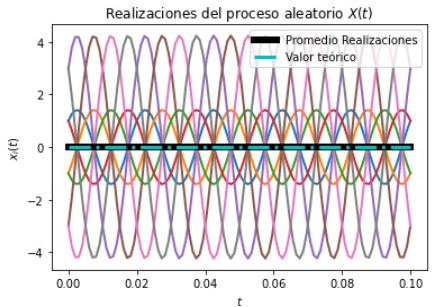 Realizaciones del proceso aleatorio X(t)
Promedio Realizaciones
Valor teórico
4
2
0
−2
−4
x_i(t)
0.00 0.02 0.04 0.06 0.08 0.10
t